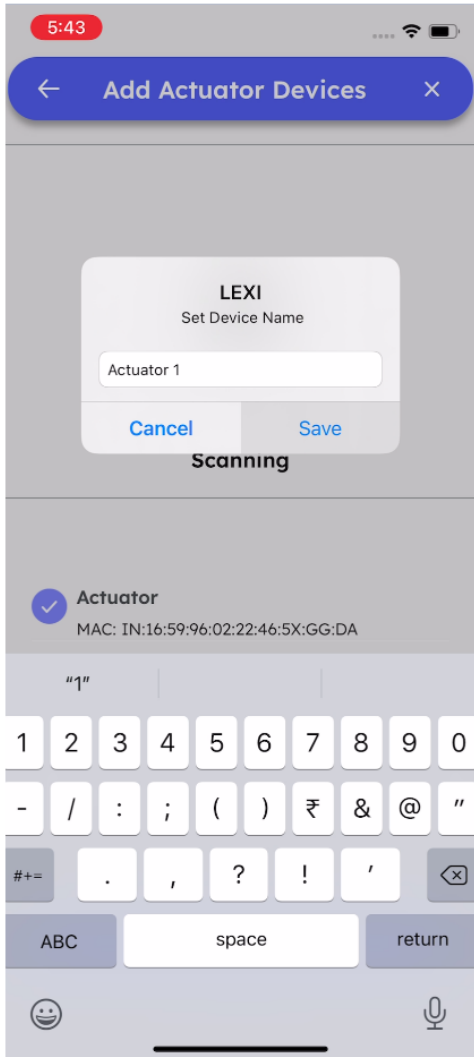 5:43
Add Actuator Devices
LEXI
Set Device Name
Actuator 1
Cancel Save
Scanning
Actuator
MAC: IN:16:59:96:02:22:46:5X:GG:DA
“1”
1 2 3 4 5 6 7 8 9 0
- / : ; ( ) ₹ & @ "
#+= . , ? ! ’
ABC space return